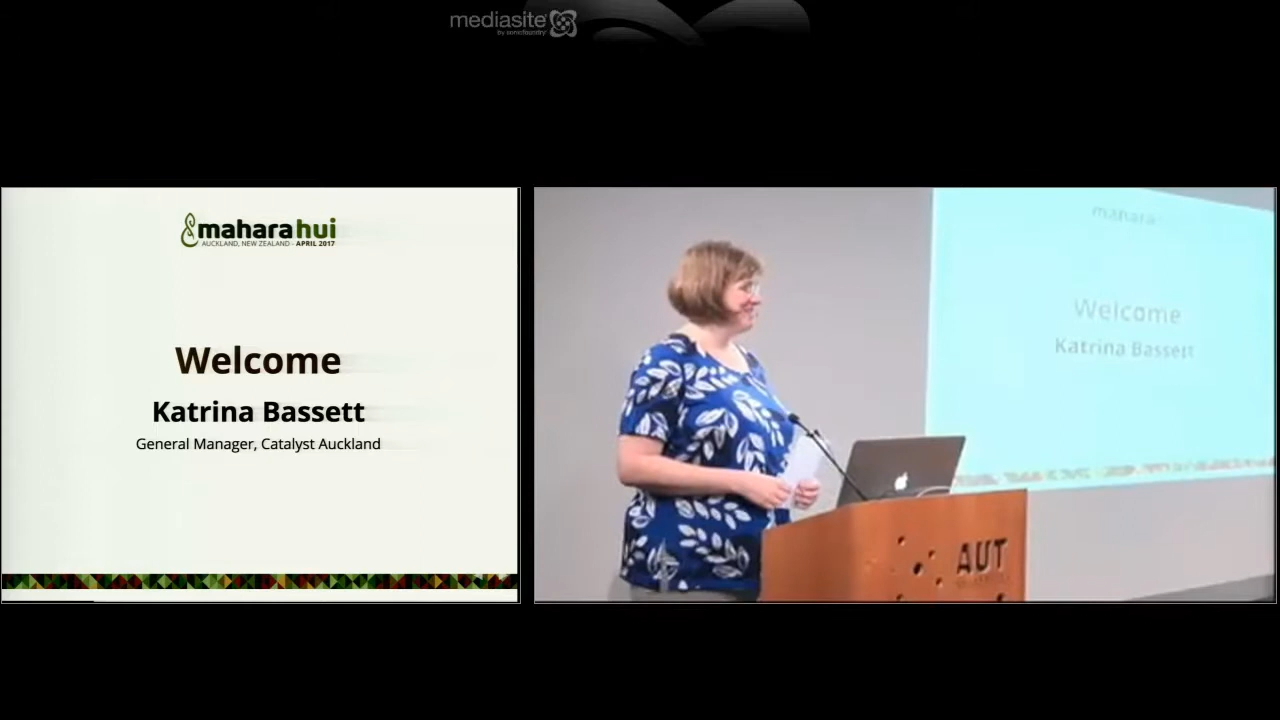 mediasite
by sonicfoundry
mahara hui
AUCKLAND, NEW ZEALAND - APRIL 2017
Welcome
Katrina Bassett
General Manager, Catalyst Auckland
mahara
Welcome
Katrina Bassett
AUT